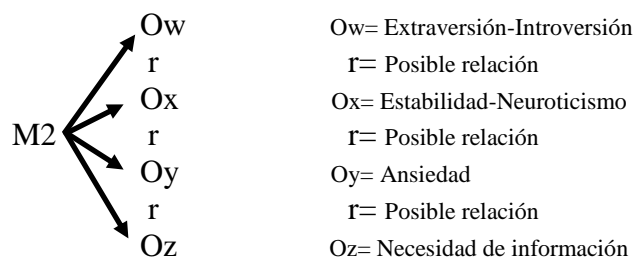 Ow Ow= Extraversión-Introversión
r r= Posible relación
Ox Ox= Estabilidad-Neuroticismo
M2 r r= Posible relación
Oy Oy= Ansiedad
r r= Posible relación
Oz Oz= Necesidad de información